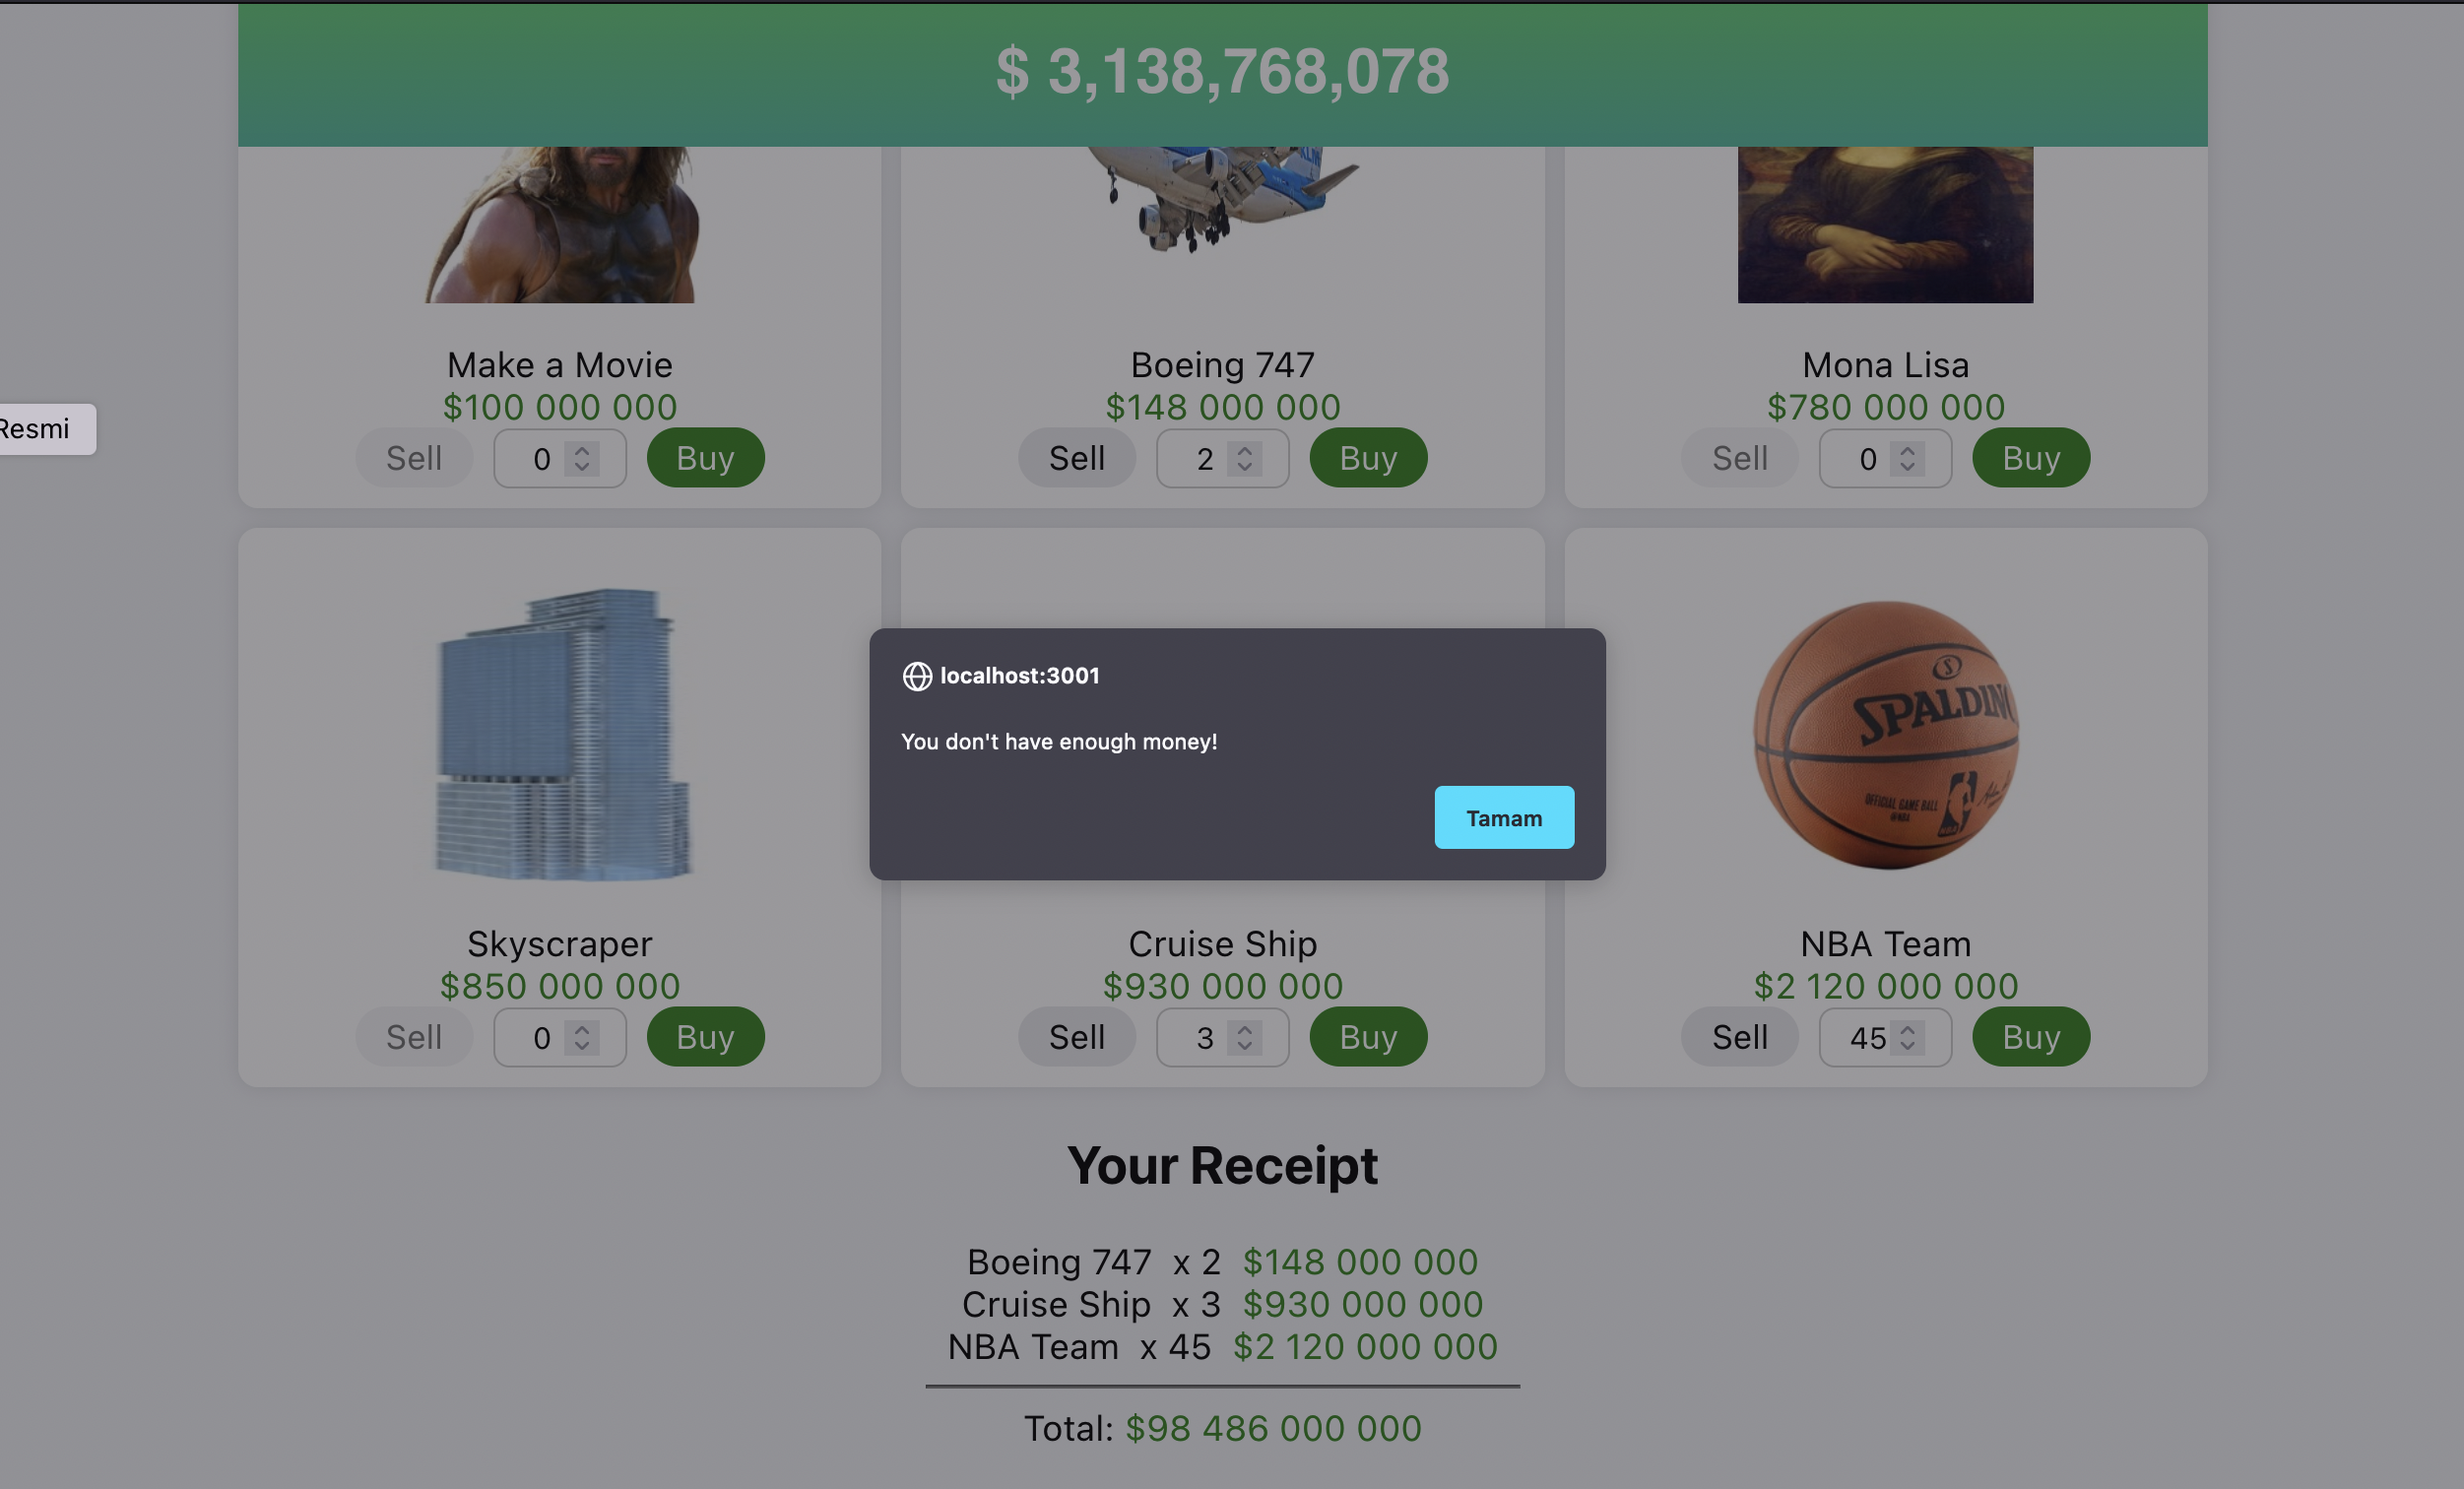 $ 3,138,768,078
KLM
Make a Movie
$100 000 000
Sell 0 Buy
Boeing 747
$148 000 000
Sell 2 Buy
Mona Lisa
$780 000 000
Sell 0 Buy
Resmi
localhost:3001
You don't have enough money!
Tamam
SPALDING
OFFICIAL GAME BALL
Skyscraper
$850 000 000
Sell 0 Buy
Cruise Ship
$930 000 000
Sell 3 Buy
NBA Team
$2 120 000 000
Sell 45 Buy
Your Receipt
Boeing 747 x 2 $148 000 000
Cruise Ship x 3 $930 000 000
NBA Team x 45 $2 120 000 000
Total: $98 486 000 000